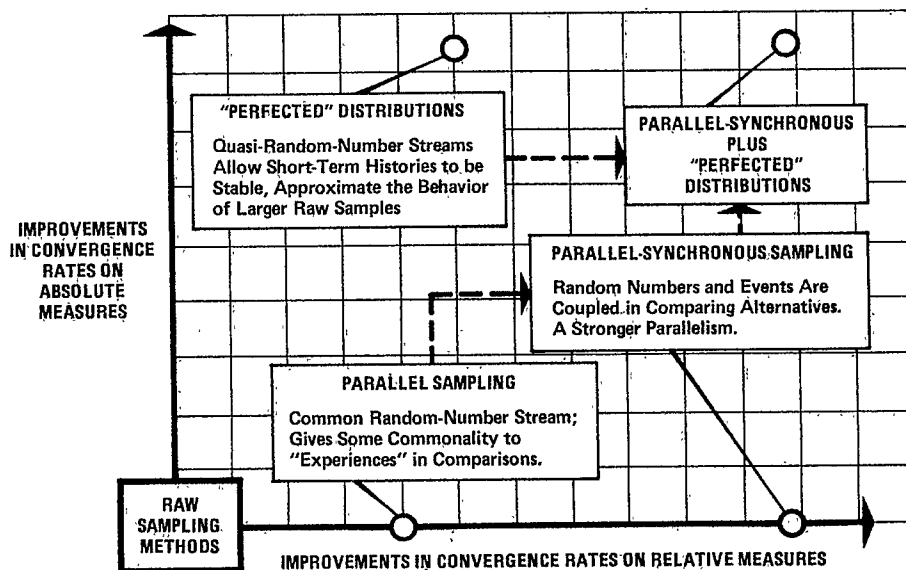 "PERFECTED" DISTRIBUTIONS
Quasi-Random-Number Streams
Allow Short-Term Histories to be
Stable, Approximate the Behavior
of Larger Raw Samples
PARALLEL-SYNCHRONOUS
PLUS
"PERFECTED"
DISTRIBUTIONS
IMPROVEMENTS
IN CONVERGENCE
RATES ON
ABSOLUTE
MEASURES
PARALLEL-SYNCHRONOUS SAMPLING
Random Numbers and Events Are
Coupled in Comparing Alternatives.
A Stronger Parallelism.
PARALLEL SAMPLING
Common Random-Number Stream;
Gives Some Commonality to
"Experiences" in Comparisons.
RAW
SAMPLING
METHODS
IMPROVEMENTS IN CONVERGENCE RATES ON RELATIVE MEASURES